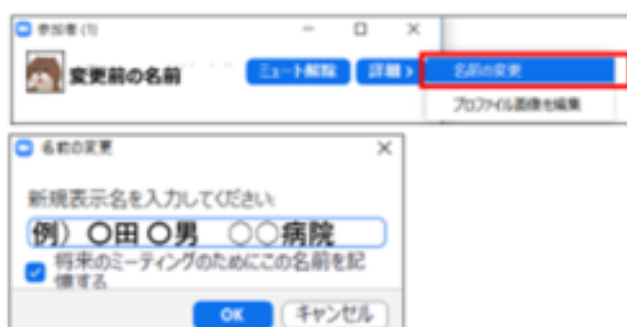 参加者 (1)
変更前の名前
ミュート解除
詳細 >
名前の変更
プロファイル画像を編集
名前の変更
新規表示名を入力してください:
例）〇田 〇男　〇〇病院
将来のミーティングのためにこの名前を記
憶する
OK
キャンセル